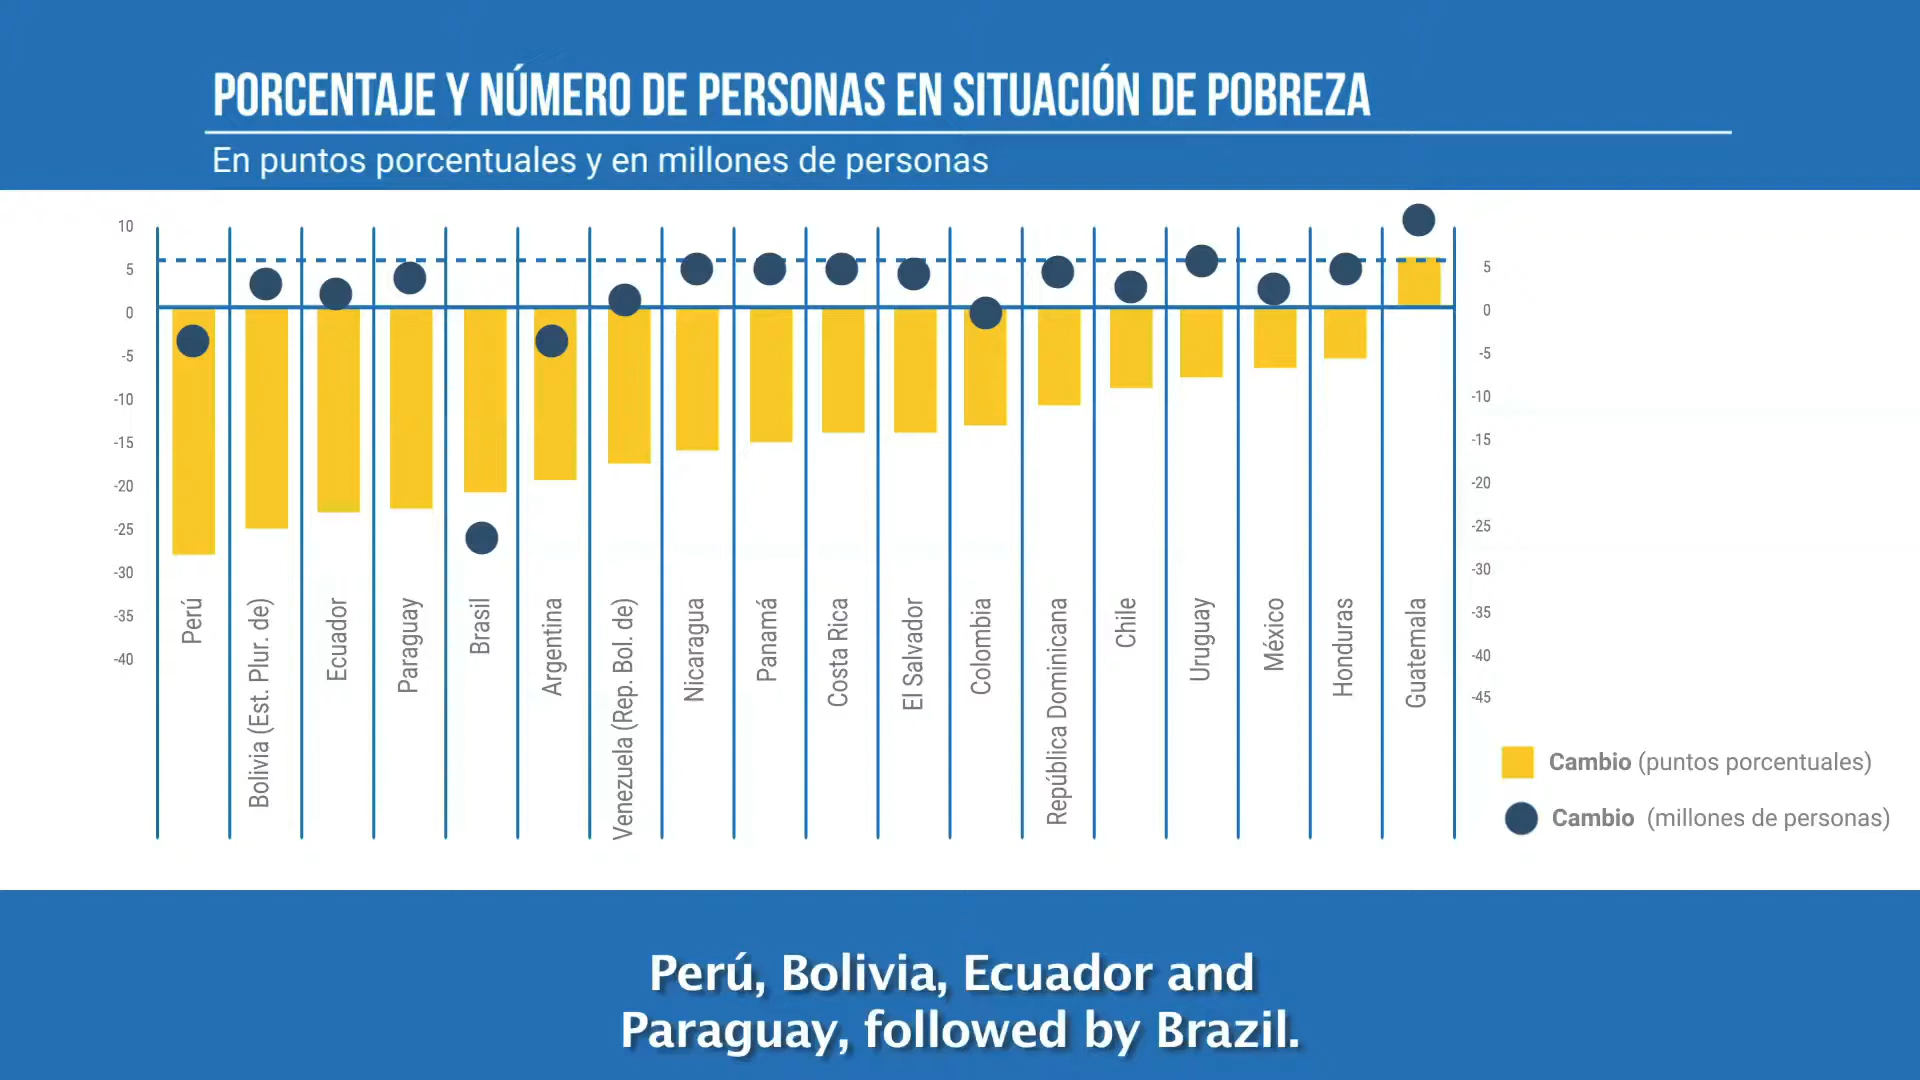 PORCENTAJE Y NÚMERO DE PERSONAS EN SITUACIÓN DE POBREZA
En puntos porcentuales y en millones de personas
10
5
0
-5
-10
-15
-20
-25
-30
-35
-40
5
0
-5
-10
-15
-20
-25
-30
-35
-40
-45
Perú
Bolivia (Est. Plur. de)
Ecuador
Paraguay
Brasil
Argentina
Venezuela (Rep. Bol. de)
Nicaragua
Panamá
Costa Rica
El Salvador
Colombia
República Dominicana
Chile
Uruguay
México
Honduras
Guatemala
Cambio (puntos porcentuales)
Cambio (millones de personas)
Perú, Bolivia, Ecuador and
Paraguay, followed by Brazil.